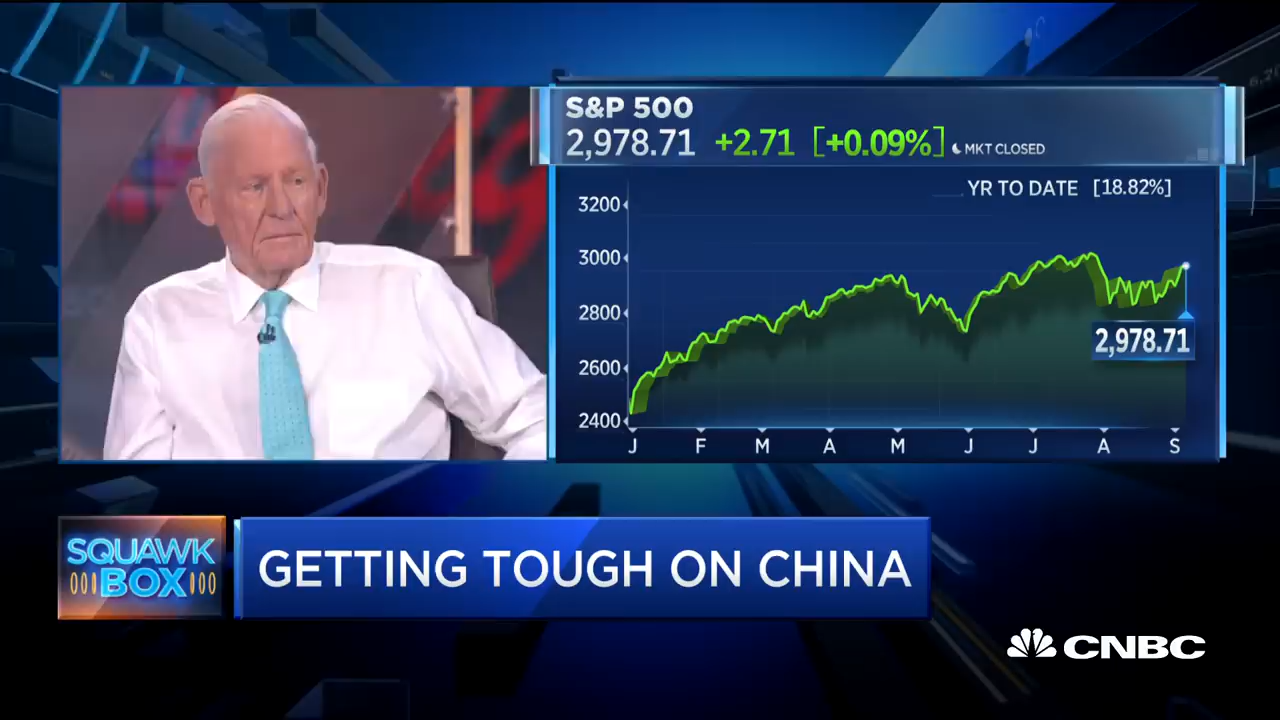 S&P 500
2,978.71 +2.71 [+0.09%] MKT CLOSED
YR TO DATE [18.82%]
3200
3000
2800
2600
2400
2,978.71
J F M A M J J A S
SQUAWK
BOX
GETTING TOUGH ON CHINA
CNBC